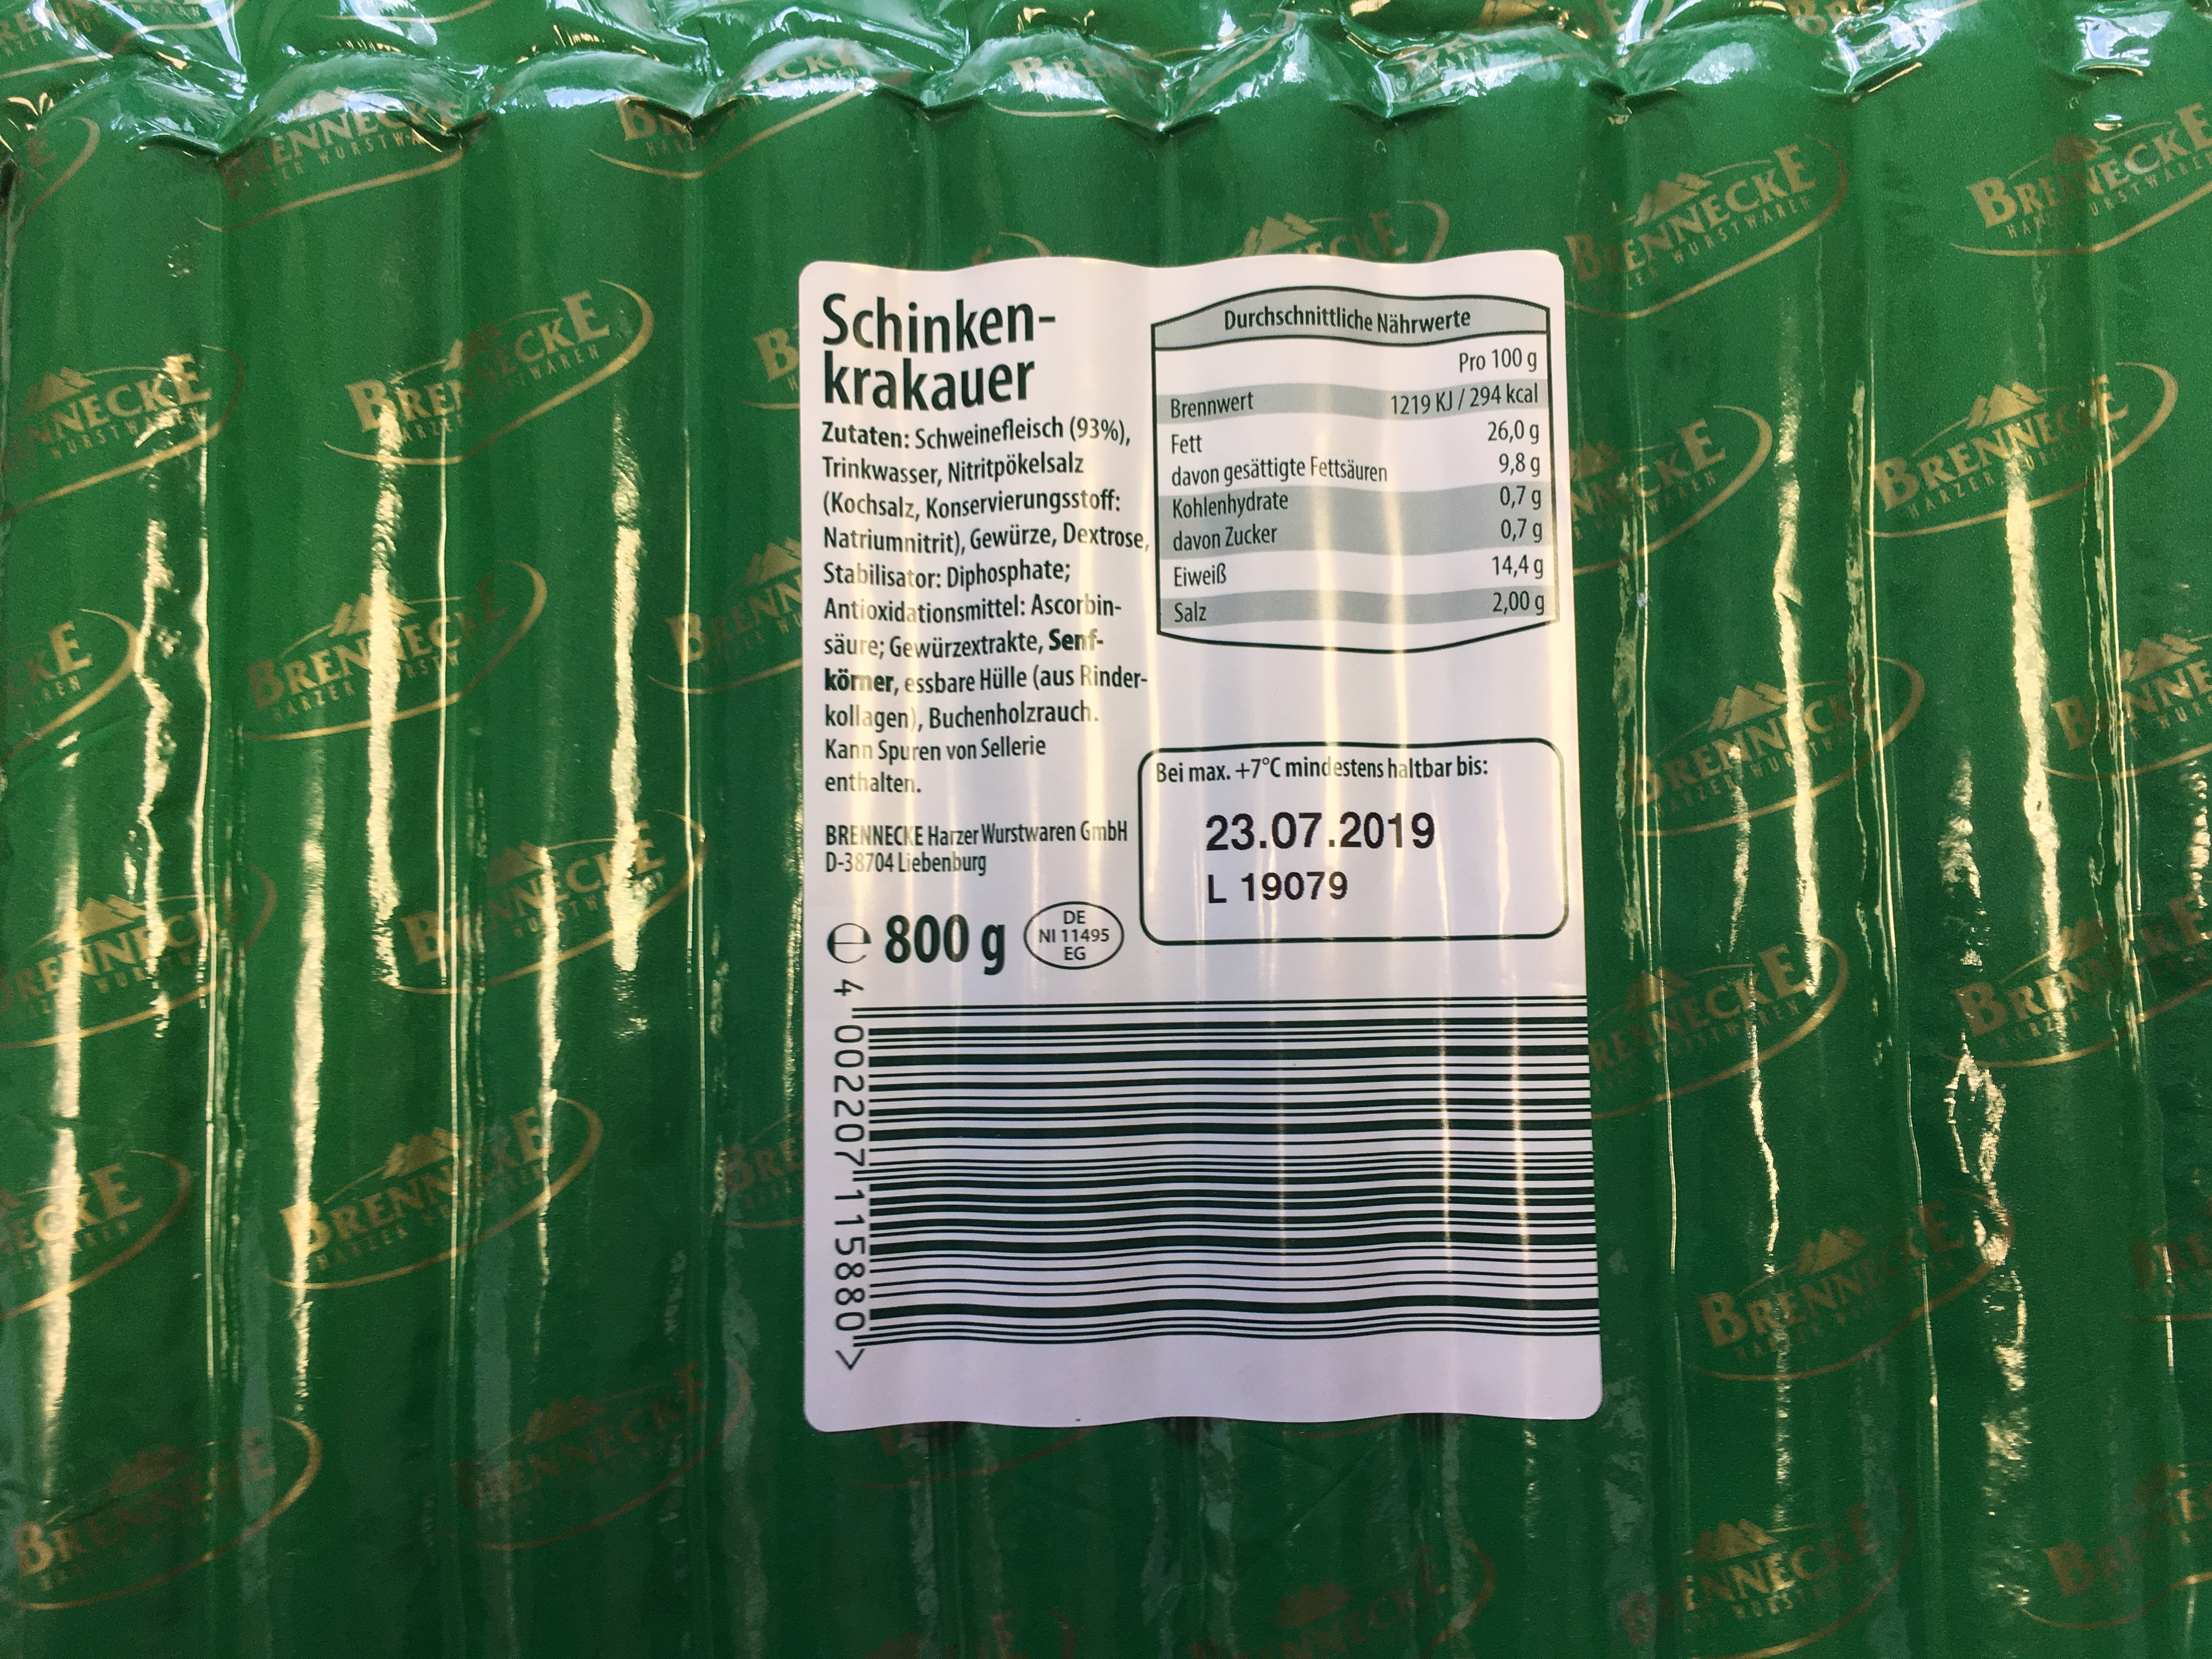 Schinken-
krakauer
Zutaten: Schweinefleisch (93%),
Trinkwasser, Nitritpökelsalz
(Kochsalz, Konservierungsstoff:
Natriumnitrit), Gewürze, Dextrose,
Stabilisator: Diphosphate;
Antioxidationsmittel: Ascorbin-
säure; Gewürzextrakte, Senf-
körner, essbare Hülle (aus Rinder-
kollagen), Buchenholzrauch.
Kann Spuren von Sellerie
enthalten.
BRENNECKE Harzer Wurstwaren GmbH
D-38704 Liebenburg
e 800 g
DE
NI 11495
EG
Durchschnittliche Nährwerte
Pro 100 g
Brennwert 1219 KJ / 294 kcal
Fett 26,0 g
davon gesättigte Fettsäuren 9,8 g
Kohlenhydrate 0,7 g
davon Zucker 0,7 g
Eiweiß 14,4 g
Salz 2,00 g
Bei max. +7°C mindestens haltbar bis:
23.07.2019
L 19079
4 002207 115880 >
BRENNECKE
HARZER WURSTWAREN